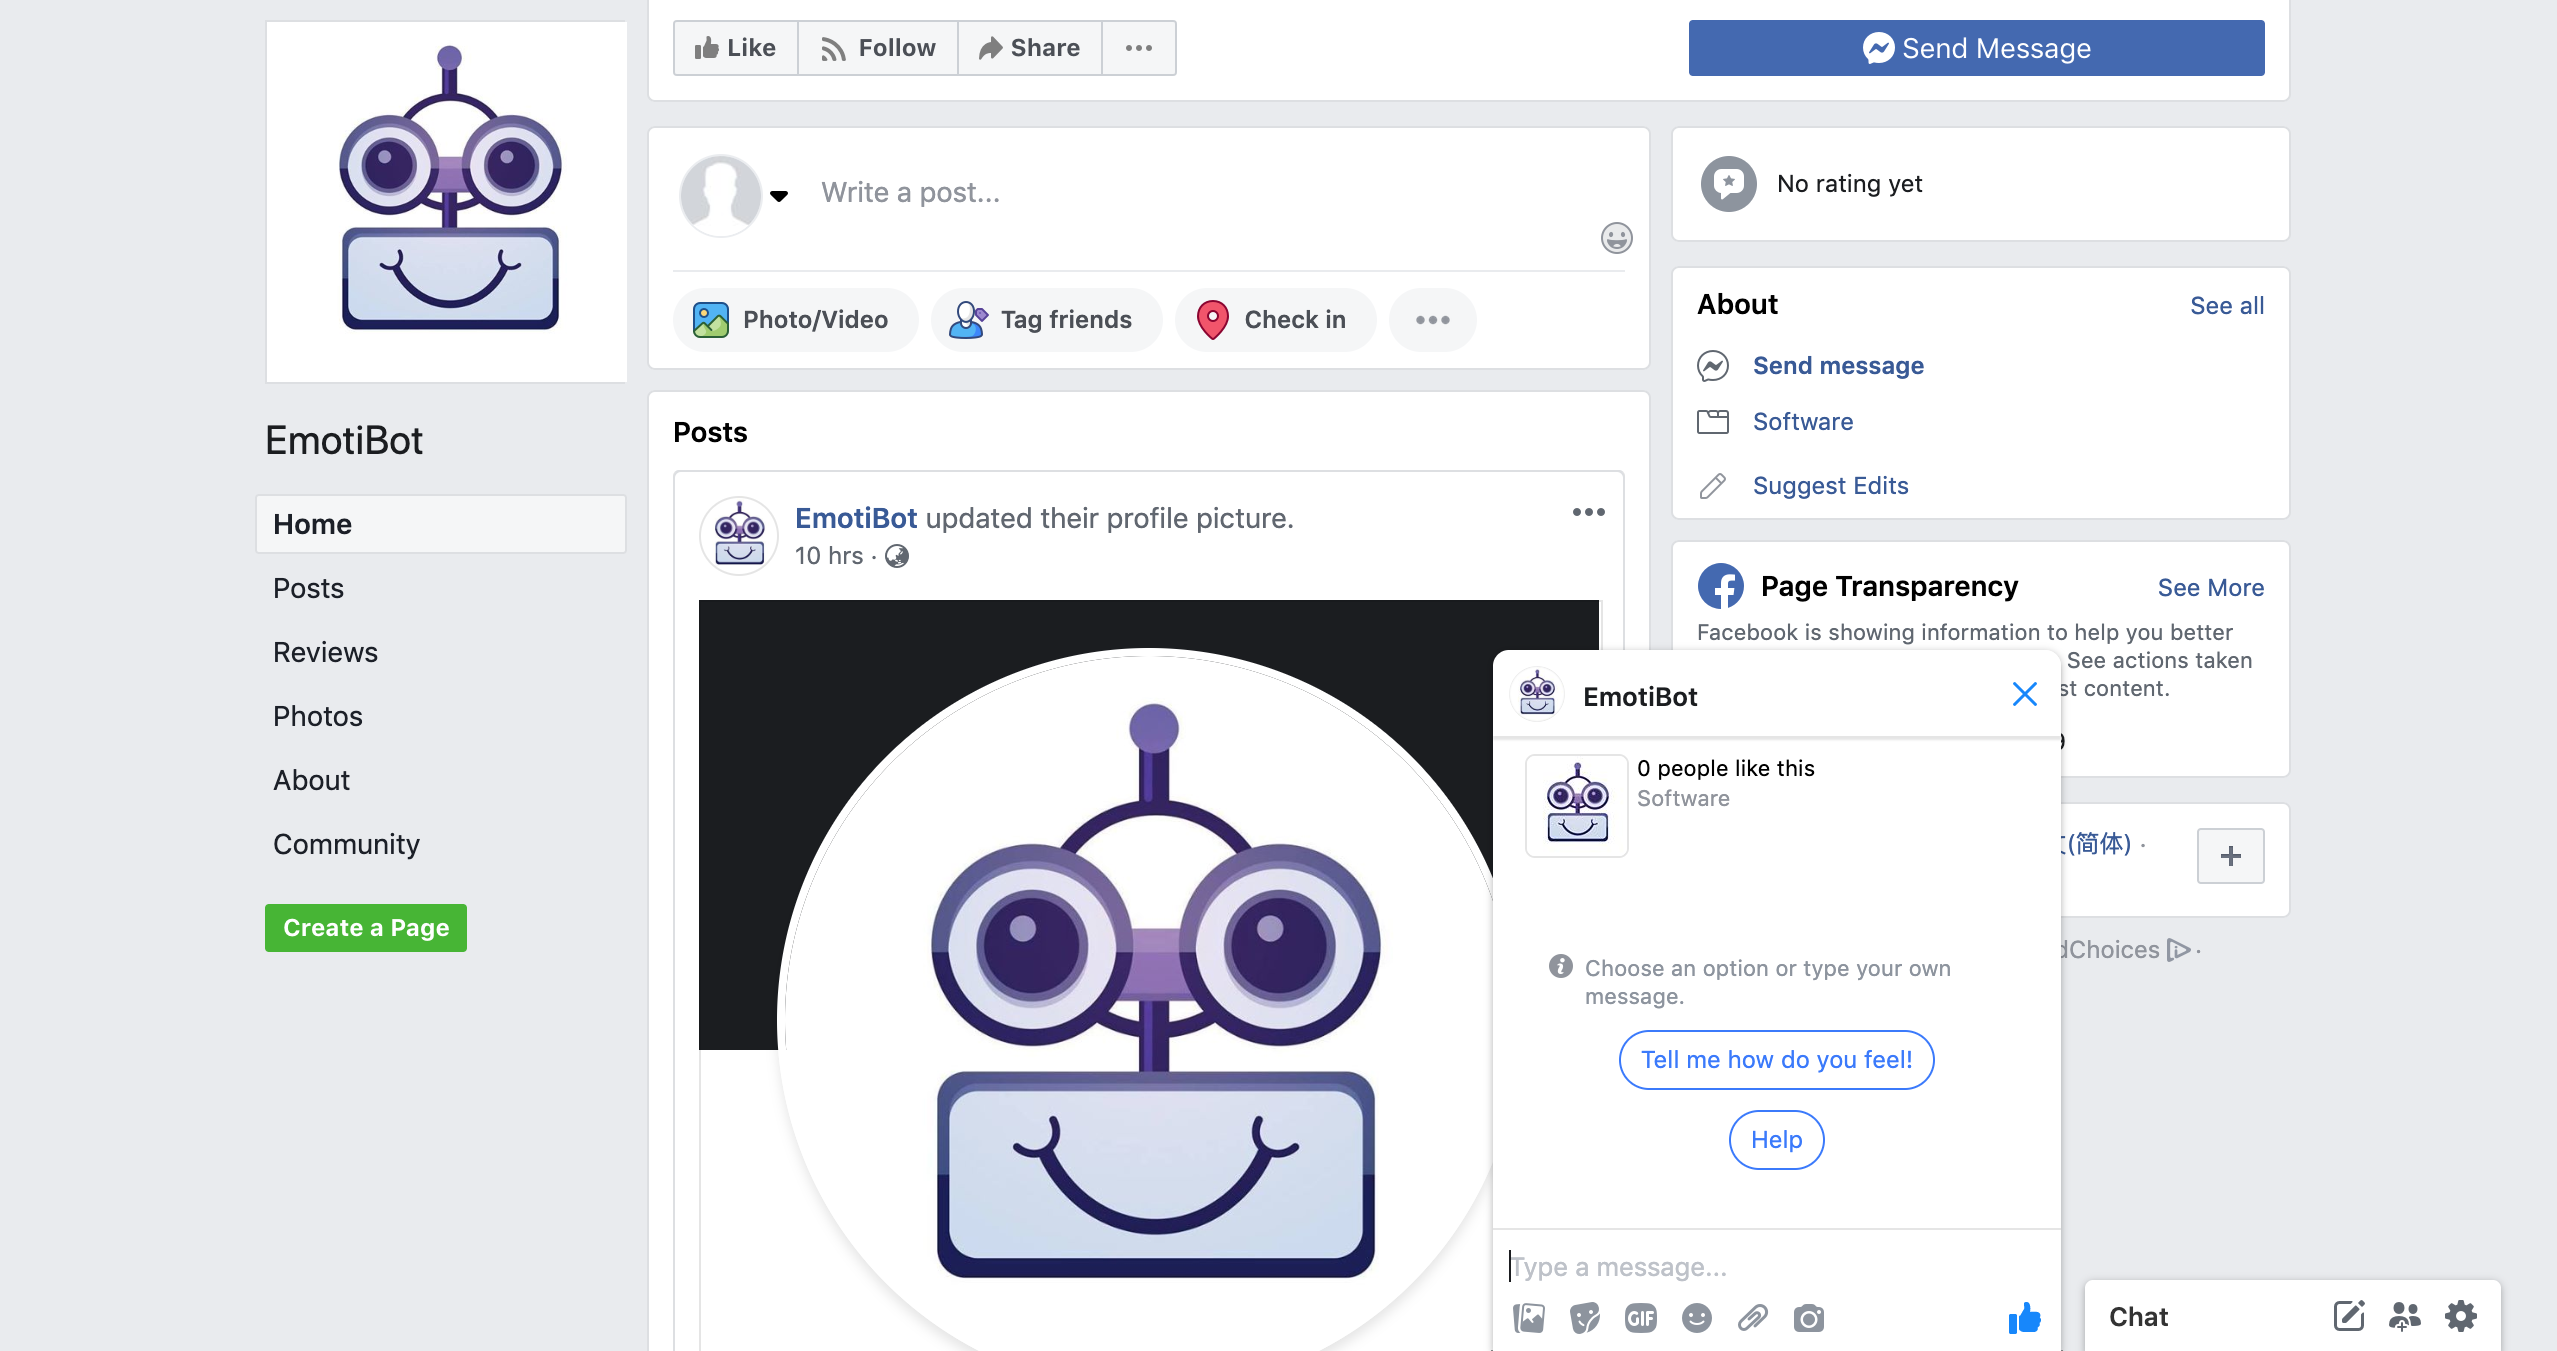 Like
Follow
Share
Send Message
EmotiBot
Home
Posts
Reviews
Photos
About
Community
Create a Page
Write a post...
Photo/Video
Tag friends
Check in
Posts
EmotiBot updated their profile picture.
10 hrs ·
No rating yet
About
See all
Send message
Software
Suggest Edits
Page Transparency
See More
Facebook is showing information to help you better
See actions taken
st content.
(简体) ·
+
dChoices ·
EmotiBot
0 people like this
Software
Choose an option or type your own
message.
Tell me how do you feel!
Help
Type a message...
GIF
Chat